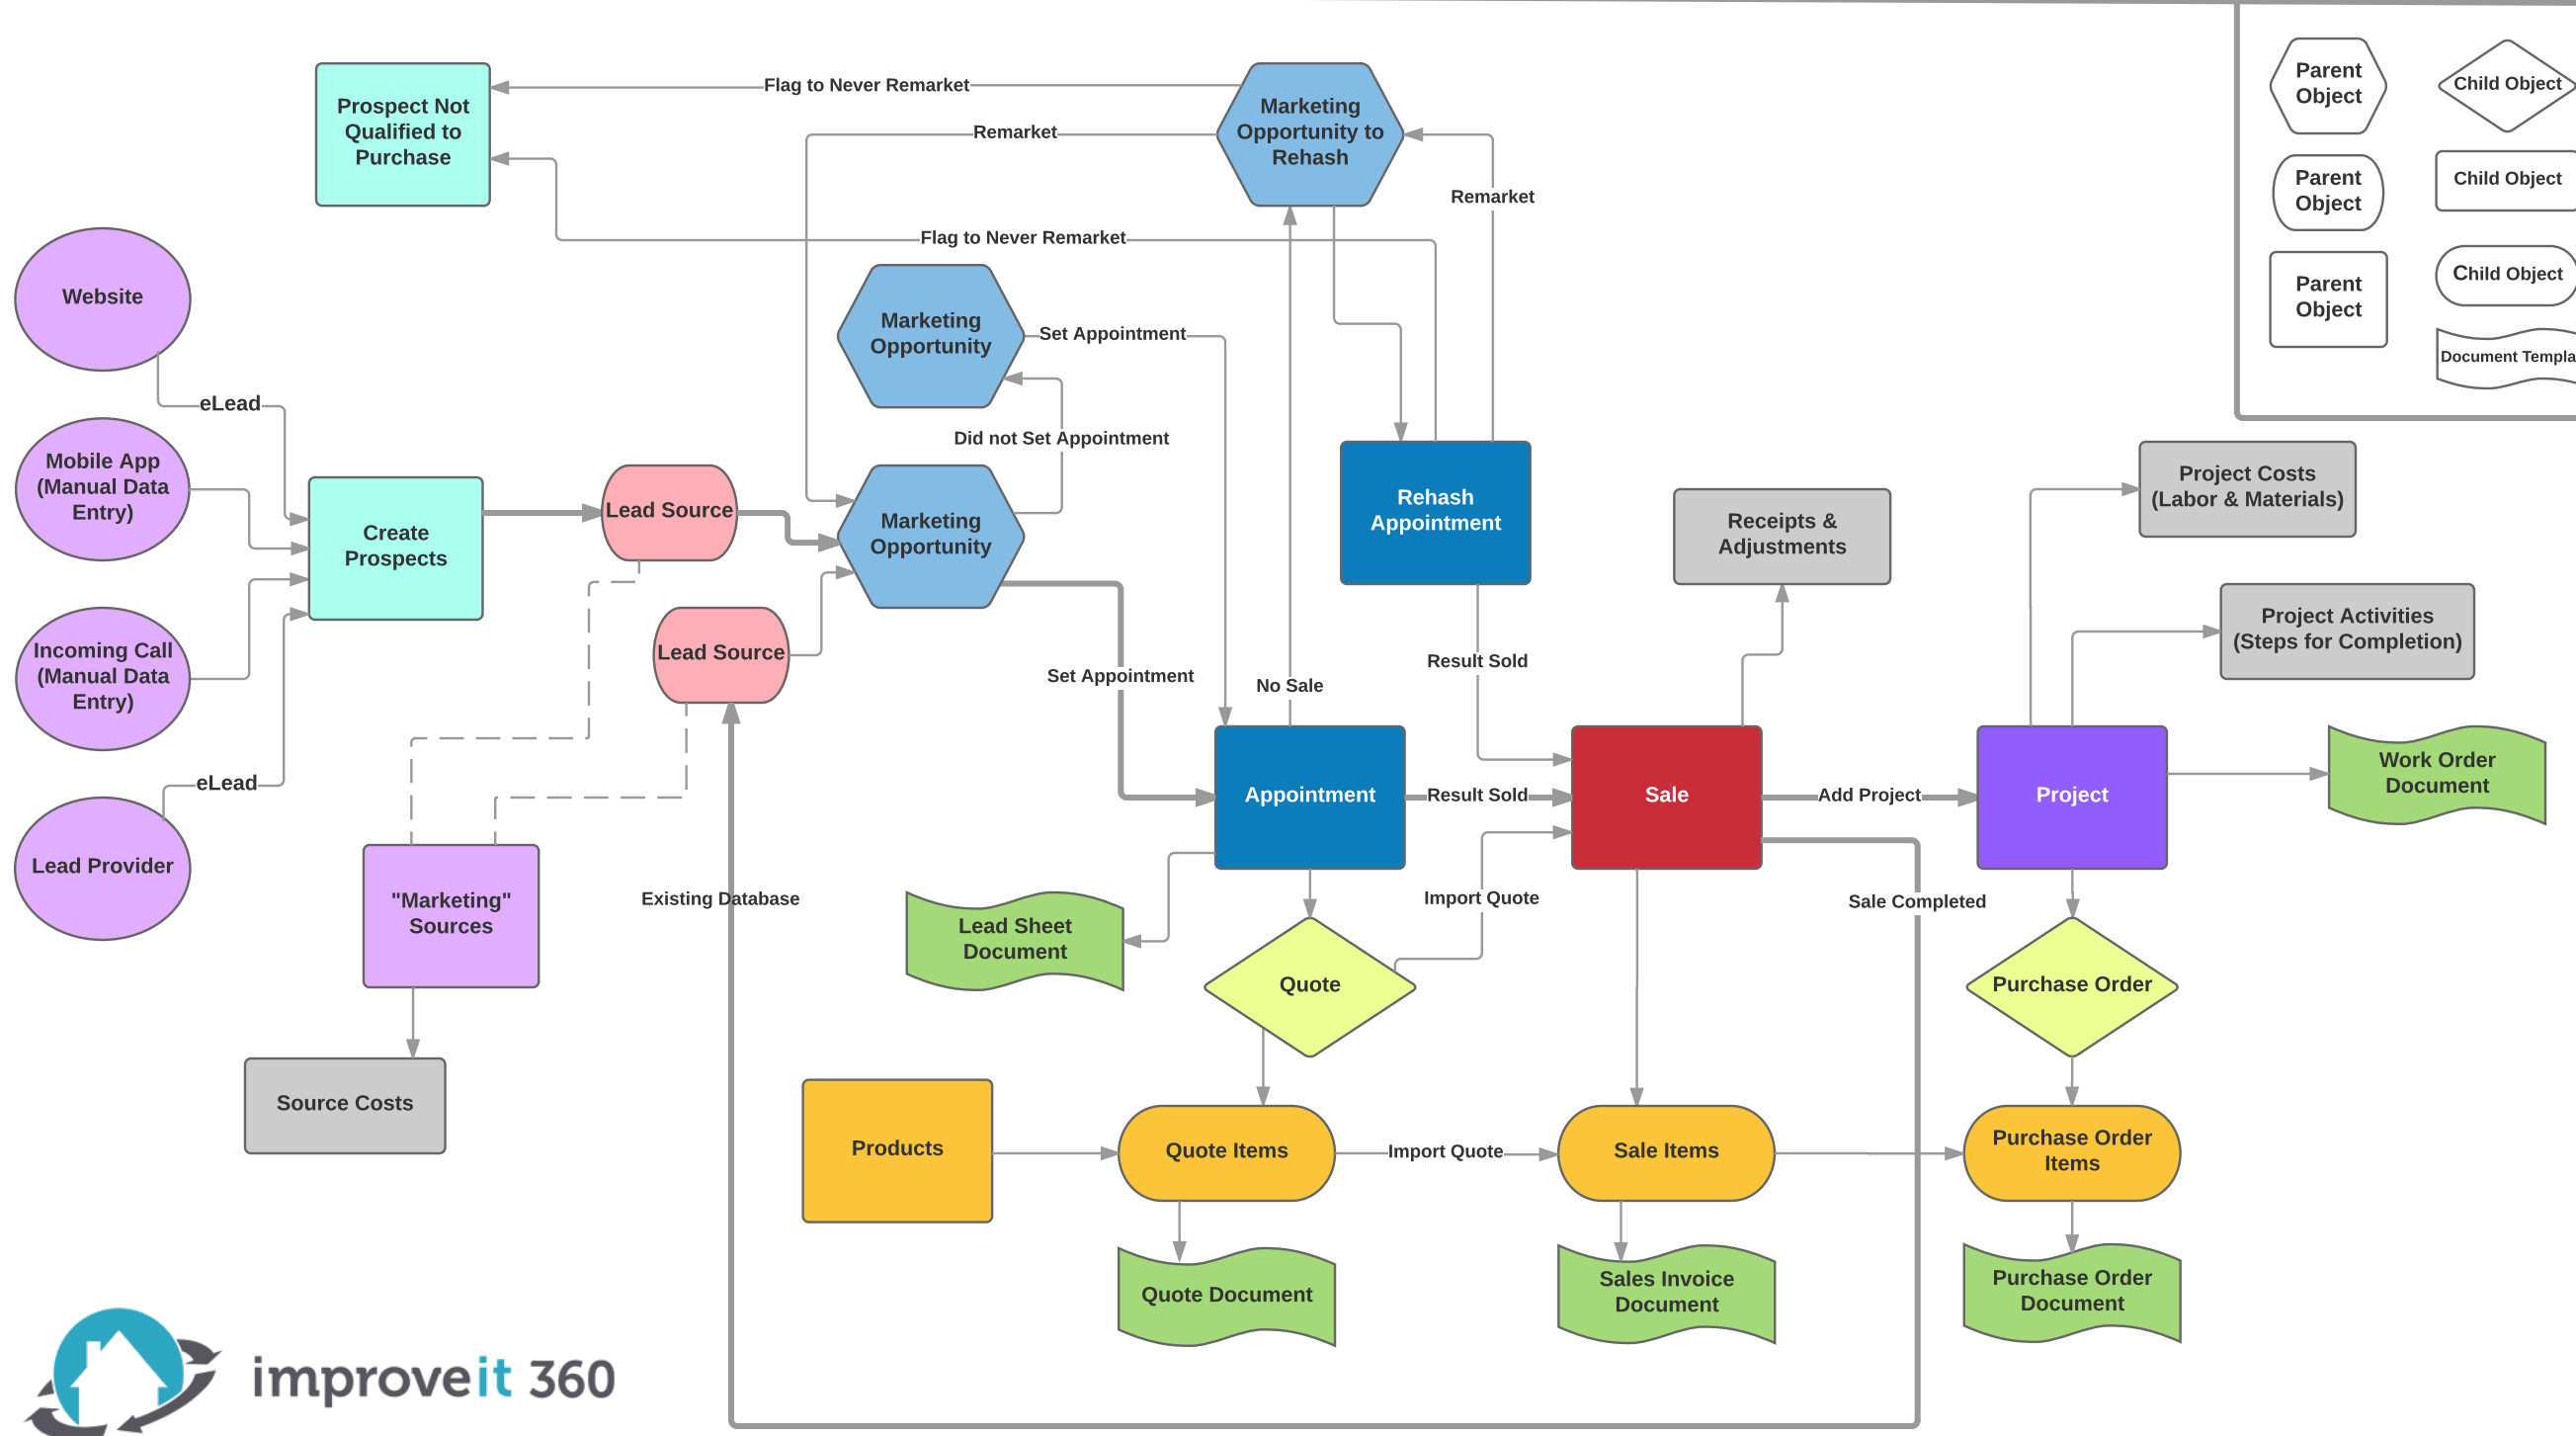 Flag to Never Remarket
Prospect Not
Qualified to
Purchase
Marketing
Opportunity to
Rehash
Remarket
Remarket
Flag to Never Remarket
Parent
Object
Child Object
Parent
Object
Child Object
Parent
Object
Child Object
Document Templa
Website
eLead
Mobile App
(Manual Data
Entry)
Incoming Call
(Manual Data
Entry)
eLead
Lead Provider
Create
Prospects
Lead Source
Lead Source
Marketing
Opportunity
Set Appointment
Did not Set Appointment
Marketing
Opportunity
Set Appointment
No Sale
Rehash
Appointment
Result Sold
Receipts &
Adjustments
Project Costs
(Labor & Materials)
Project Activities
(Steps for Completion)
Work Order
Document
Appointment
Result Sold
Sale
Add Project
Project
"Marketing"
Sources
Existing Database
Lead Sheet
Document
Quote
Import Quote
Sale Completed
Purchase Order
Source Costs
Products
Quote Items
Import Quote
Sale Items
Purchase Order
Items
Quote Document
Sales Invoice
Document
Purchase Order
Document
improveit 360